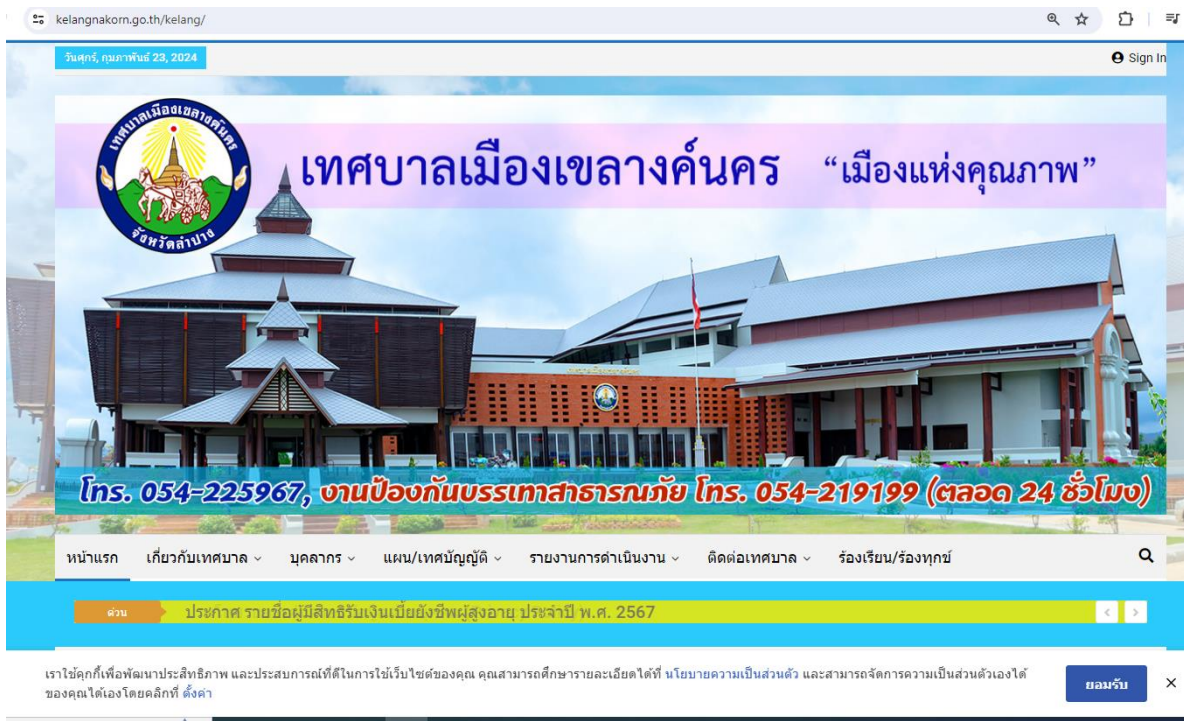 kelangnakorn.go.th/kelang/
วันศุกร์, กุมภาพันธ์ 23, 2024
Sign In
เทศบาลเมืองเขลางค์นคร
จังหวัดลำปาง
เทศบาลเมืองเขลางค์นคร “เมืองแห่งคุณภาพ”
เทศบาลเมืองเขลางค์นคร
โทร. 054-225967, งานป้องกันบรรเทาสาธารณภัย โทร. 054-219199 (ตลอด 24 ชั่วโมง)
หน้าแรก เกี่ยวกับเทศบาล บุคลากร แผน/เทศบัญญัติ รายงานการดำเนินงาน ติดต่อเทศบาล ร้องเรียน/ร้องทุกข์
ด่วน ประกาศ รายชื่อผู้มีสิทธิรับเงินเบี้ยยังชีพผู้สูงอายุ ประจำปี พ.ศ. 2567
เราใช้คุกกี้เพื่อพัฒนาประสิทธิภาพ และประสบการณ์ที่ดีในการใช้เว็บไซต์ของคุณ คุณสามารถศึกษารายละเอียดได้ที่ นโยบายความเป็นส่วนตัว และสามารถจัดการความเป็นส่วนตัวเองได้
ของคุณได้เองโดยคลิกที่ ตั้งค่า
ยอมรับ